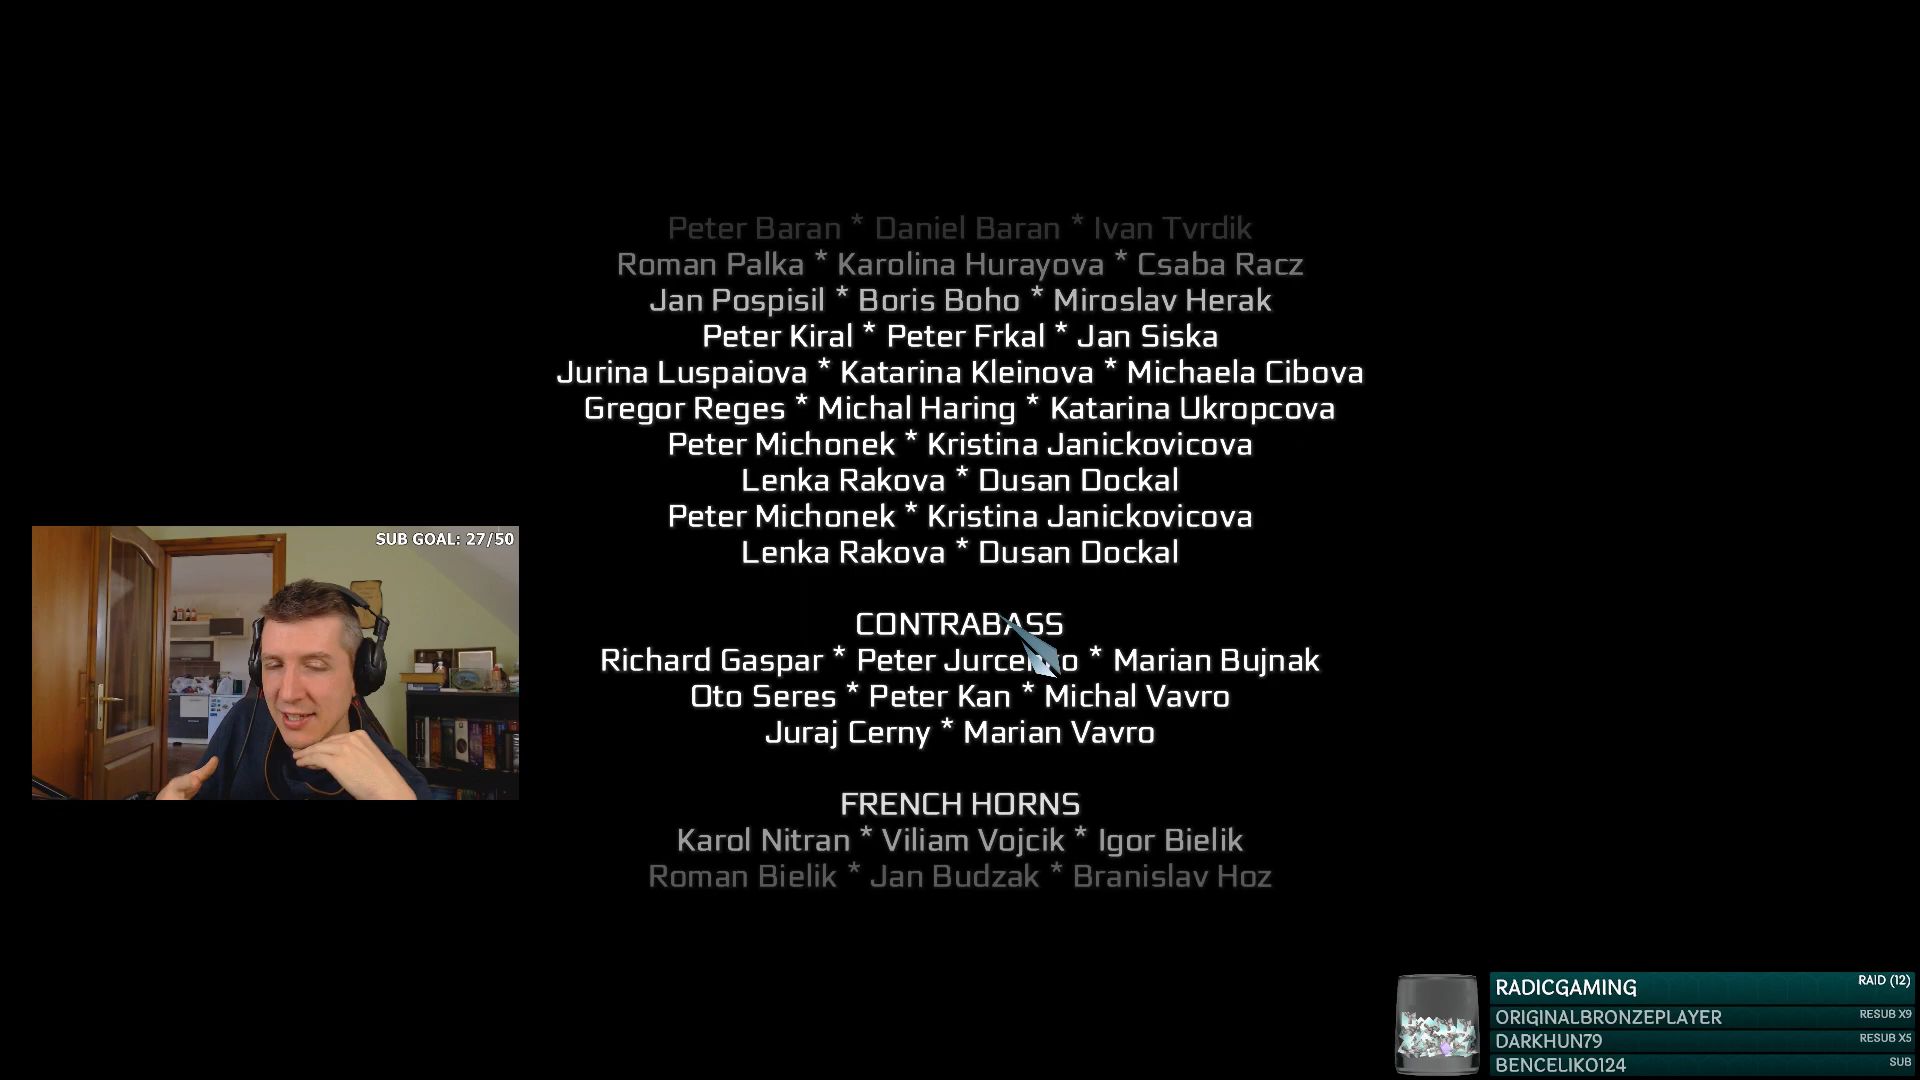 Peter Baran * Daniel Baran * Ivan Tvrdik
Roman Palka * Karolina Hurayova * Csaba Racz
Jan Pospisil * Boris Boho * Miroslav Herak
Peter Kiral * Peter Frkal * Jan Siska
Jurina Luspaiova * Katarina Kleinova * Michaela Cibova
Gregor Reges * Michal Haring * Katarina Ukropcova
Peter Michonek * Kristina Janickovicova
Lenka Rakova * Dusan Dockal
Peter Michonek * Kristina Janickovicova
Lenka Rakova * Dusan Dockal
CONTRABASS
Richard Gaspar * Peter Jurcenko * Marian Bujnak
Oto Seres * Peter Kan * Michal Vavro
Juraj Cerny * Marian Vavro
FRENCH HORNS
Karol Nitran * Viliam Vojcik * Igor Bielik
Roman Bielik * Jan Budzak * Branislav Hoz
SUB GOAL: 27/50
RADICGAMING RAID (12)
ORIGINALBRONZEPLAYER RESUB X9
DARKHUN79 RESUB X5
BENCELIKO124 SUB